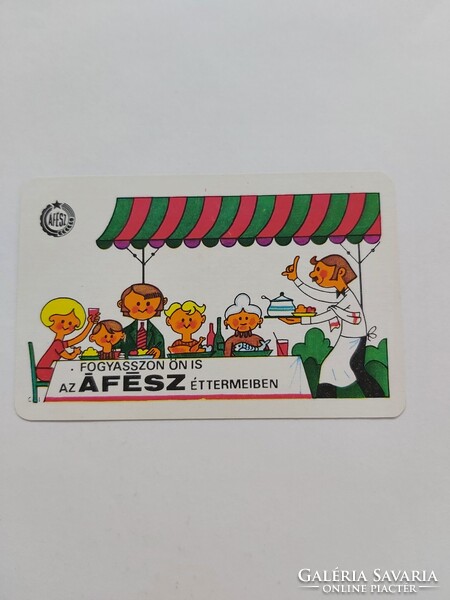 ÁFÉSZ
. FOGYASSZON ÖN IS
AZ ÁFÉSZ ÉTTERMEIBEN
GALÉRIA SAVARIA
ONLINE PIACTÉR